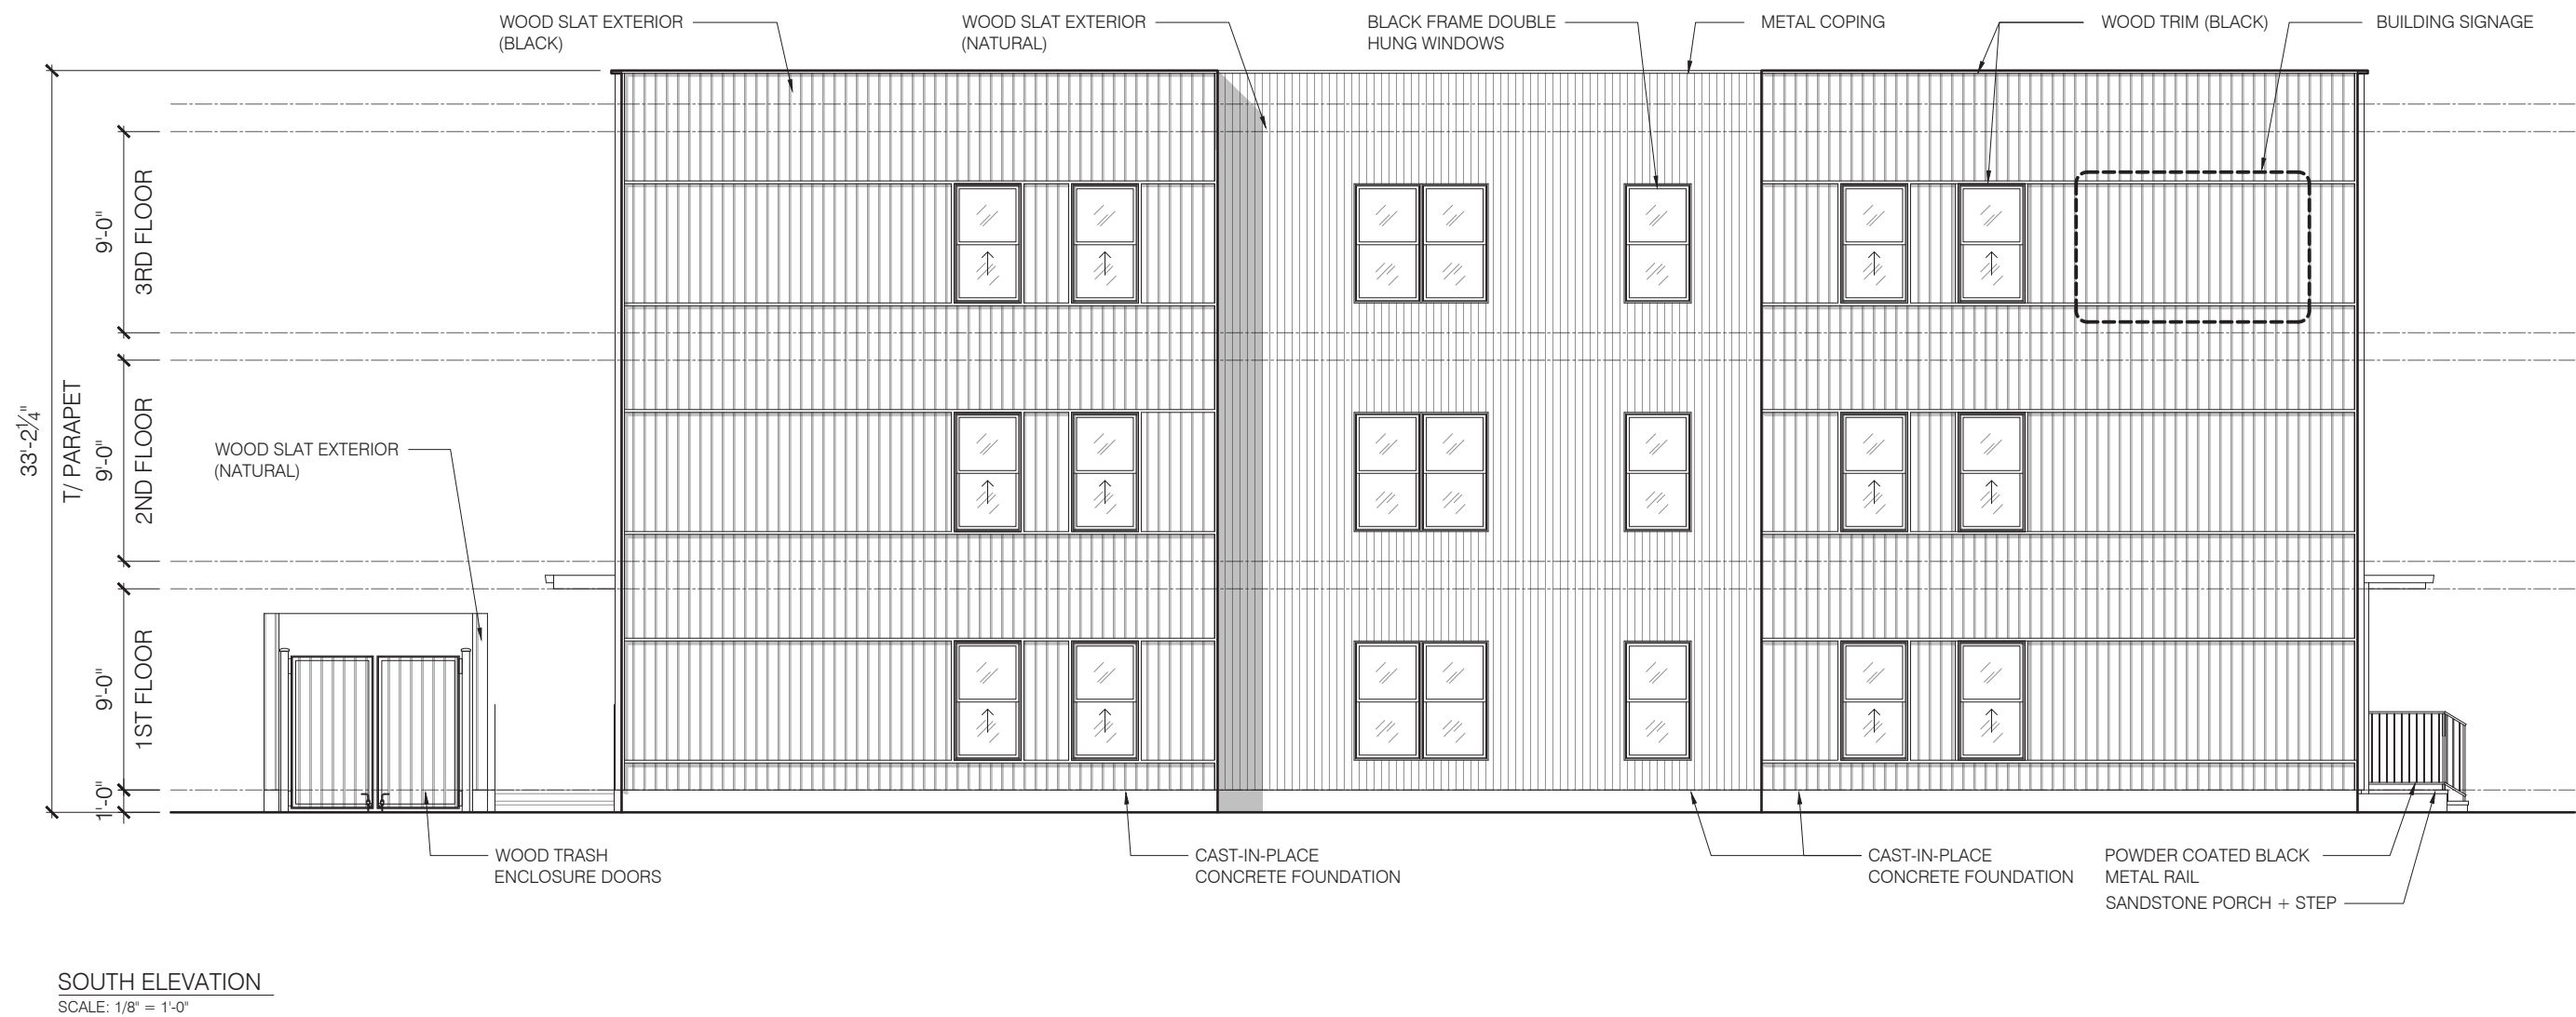 WOOD SLAT EXTERIOR
(BLACK)
WOOD SLAT EXTERIOR
(NATURAL)
BLACK FRAME DOUBLE
HUNG WINDOWS
METAL COPING
WOOD TRIM (BLACK)
BUILDING SIGNAGE
33'-2¼"
T/ PARAPET
9'-0"
3RD FLOOR
9'-0"
2ND FLOOR
9'-0"
1ST FLOOR
1'-0"
WOOD SLAT EXTERIOR
(NATURAL)
WOOD TRASH
ENCLOSURE DOORS
CAST-IN-PLACE
CONCRETE FOUNDATION
CAST-IN-PLACE
CONCRETE FOUNDATION
POWDER COATED BLACK
METAL RAIL
SANDSTONE PORCH + STEP
SOUTH ELEVATION
SCALE: 1/8" = 1'-0"